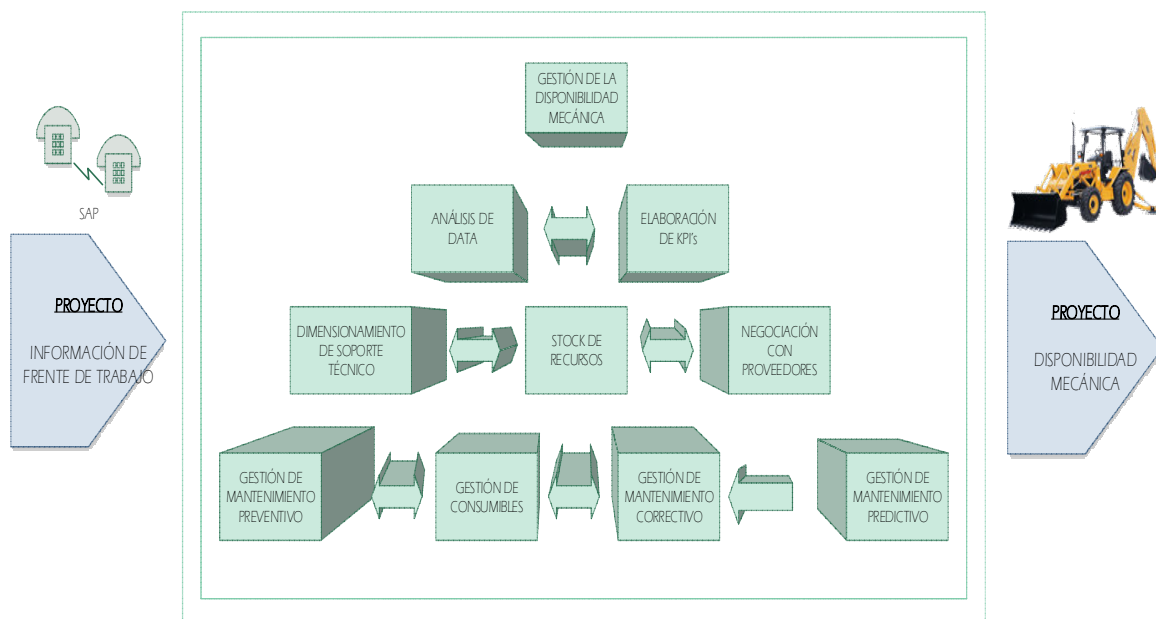 GESTIÓN DE LA
DISPONIBILIDAD
MECÁNICA
SAP
ANÁLISIS DE
DATA
ELABORACIÓN
DE KPI's
PROYECTO
INFORMACIÓN DE
FRENTE DE TRABAJO
DIMENSIONAMIENTO
DE SOPORTE
TÉCNICO
STOCK DE
RECURSOS
NEGOCIACIÓN
CON
PROVEEDORES
PROYECTO
DISPONIBILIDAD
MECÁNICA
GESTIÓN DE
MANTENIMIENTO
PREVENTIVO
GESTIÓN DE
CONSUMIBLES
GESTIÓN DE
MANTENIMIENTO
CORRECTIVO
GESTIÓN DE
MANTENIMIENTO
PREDICTIVO